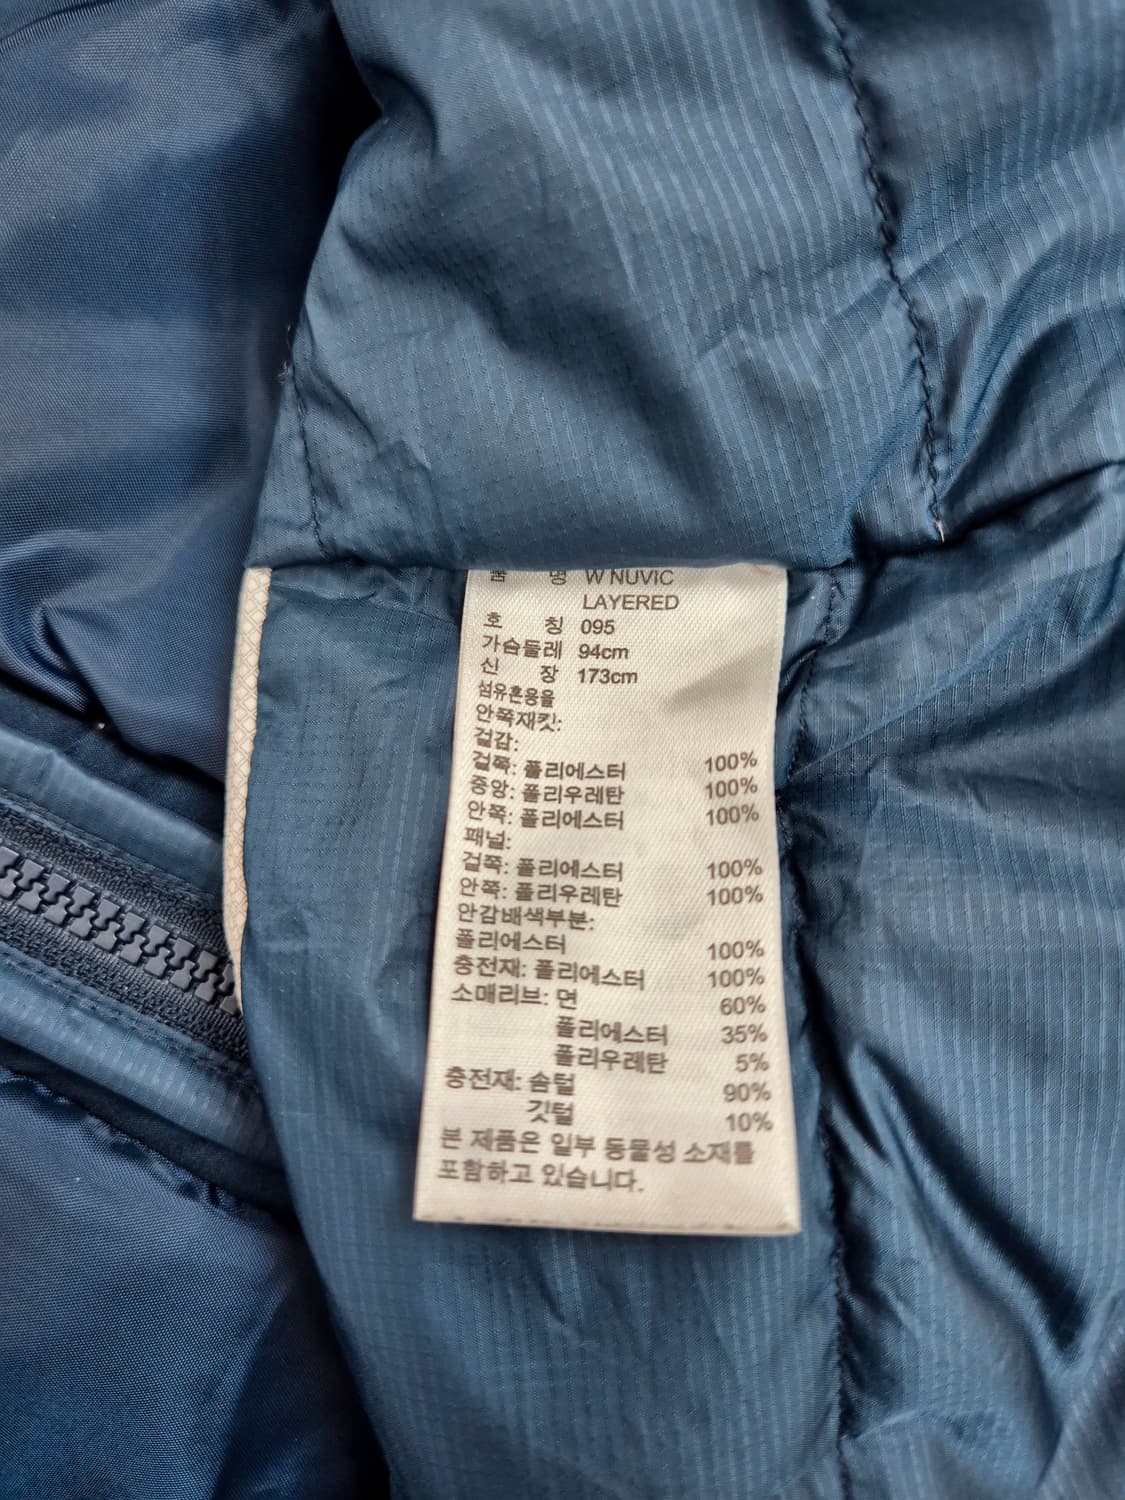 품 명 W NUVIC
LAYERED
호 칭 095
가슴둘레 94cm
신 장 173cm
섬유혼용율
안쪽재킷:
겉감:
겉쪽: 폴리에스터 100%
중앙: 폴리우레탄 100%
안쪽: 폴리에스터 100%
패널:
겉쪽: 폴리에스터 100%
안쪽: 폴리우레탄 100%
안감배색부분:
폴리에스터 100%
충전재: 폴리에스터 100%
소매리브: 면 60%
폴리에스터 35%
폴리우레탄 5%
충전재: 솜털 90%
깃털 10%
본 제품은 일부 동물성 소재를
포함하고 있습니다.